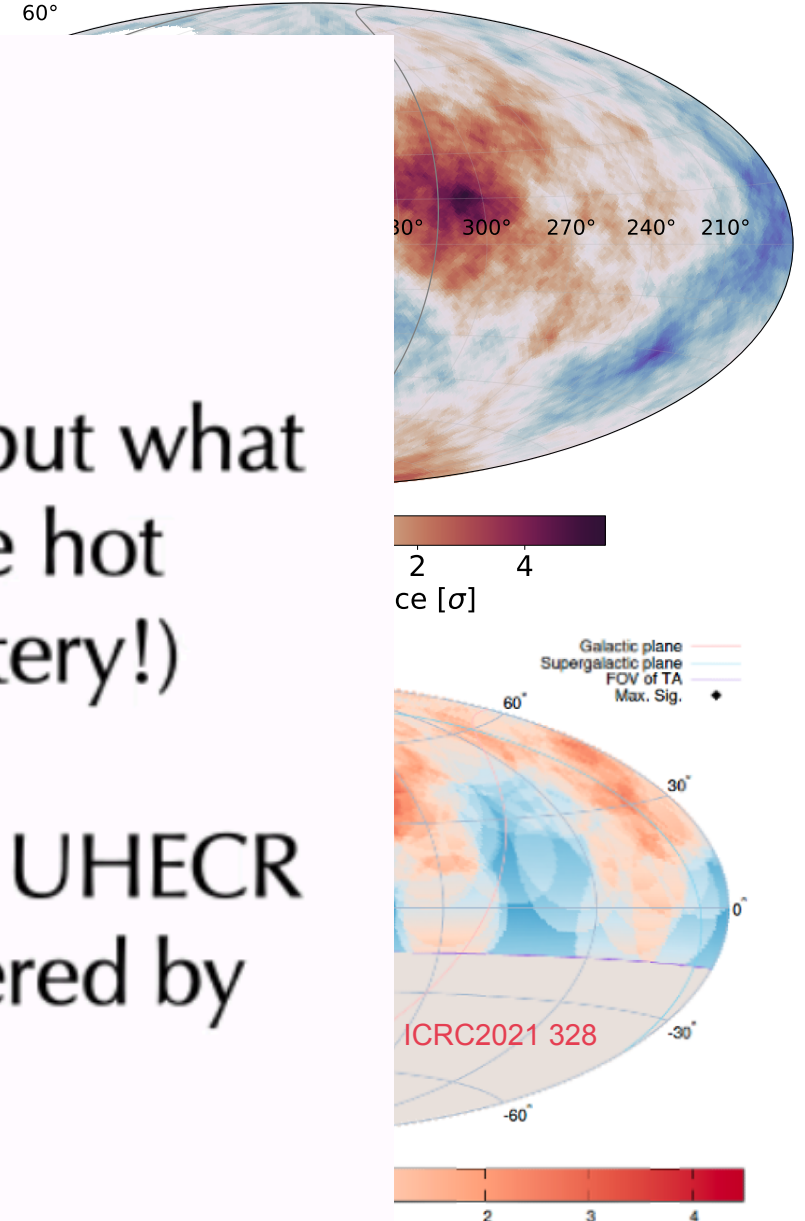 60°
30° 300° 270° 240° 210°
out what
e hot
tery!)
UHECR
ered by
2 4
ce [σ]
Galactic plane
Supergalactic plane
FOV of TA
Max. Sig.
60°
30°
0°
-30°
-60°
ICRC2021 328
2 3 4